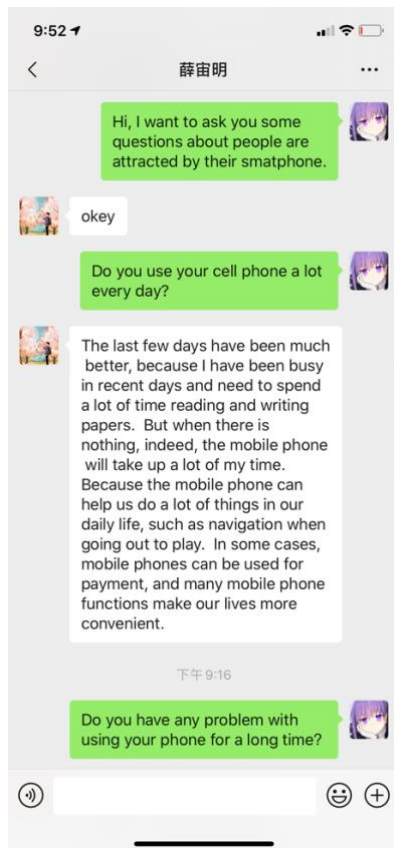 9:52
薛宙明
Hi, I want to ask you some
questions about people are
attracted by their smatphone.
okey
Do you use your cell phone a lot
every day?
The last few days have been much
better, because I have been busy
in recent days and need to spend
a lot of time reading and writing
papers. But when there is
nothing, indeed, the mobile phone
will take up a lot of my time.
Because the mobile phone can
help us do a lot of things in our
daily life, such as navigation when
going out to play. In some cases,
mobile phones can be used for
payment, and many mobile phone
functions make our lives more
convenient.
下午 9:16
Do you have any problem with
using your phone for a long time?